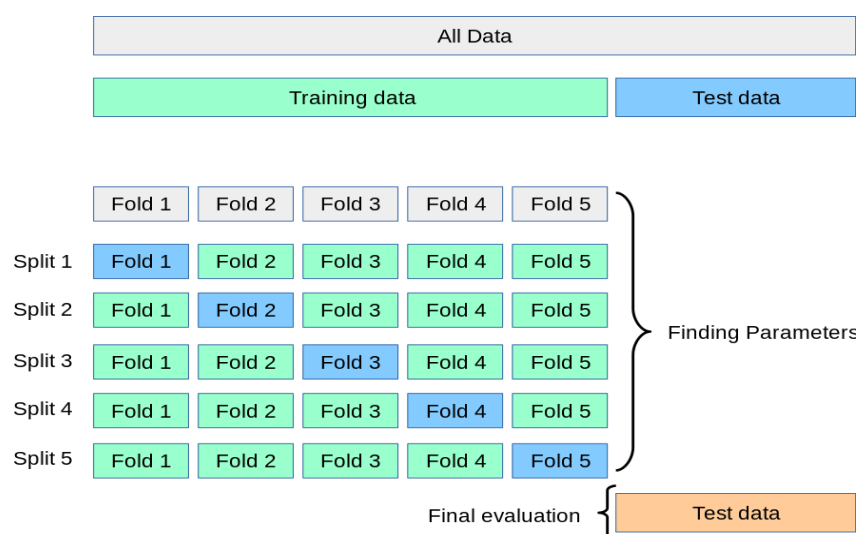 All Data
Training data Test data
Fold 1 Fold 2 Fold 3 Fold 4 Fold 5
Split 1 Fold 1 Fold 2 Fold 3 Fold 4 Fold 5
Split 2 Fold 1 Fold 2 Fold 3 Fold 4 Fold 5
Finding Parameters
Split 3 Fold 1 Fold 2 Fold 3 Fold 4 Fold 5
Split 4 Fold 1 Fold 2 Fold 3 Fold 4 Fold 5
Split 5 Fold 1 Fold 2 Fold 3 Fold 4 Fold 5
Final evaluation Test data